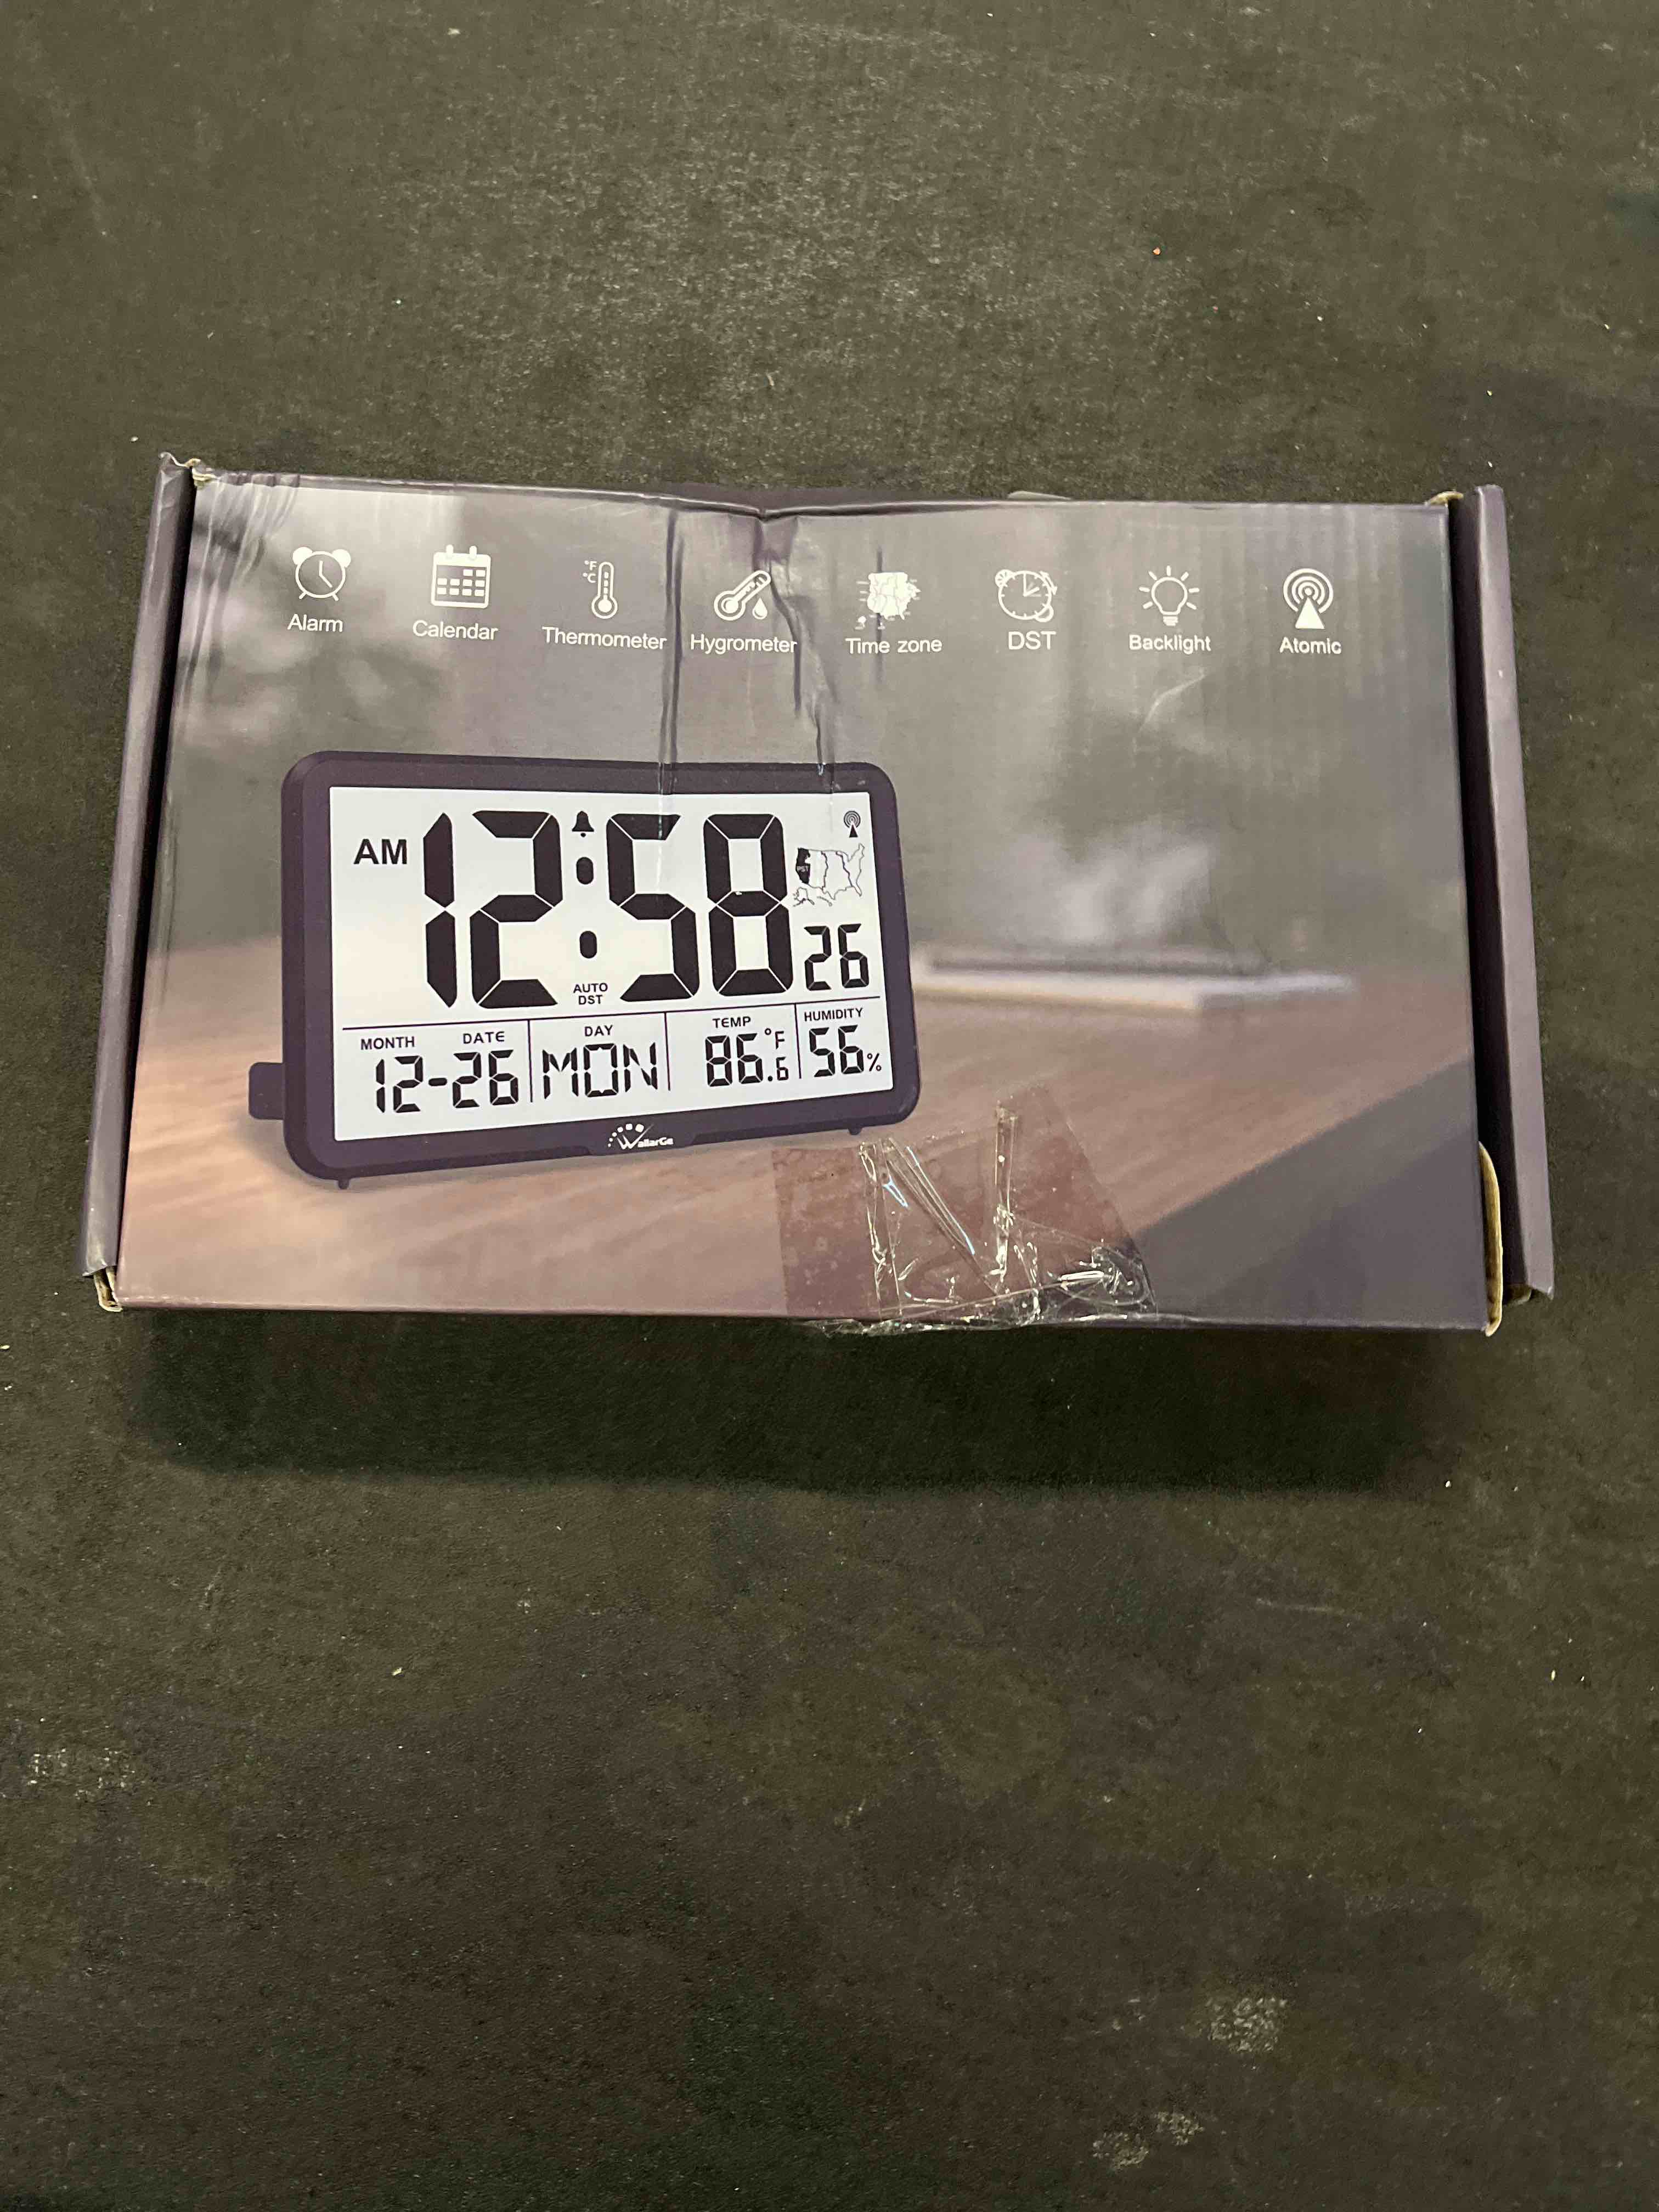 Alarm
Calendar
°F
°C
Thermometer
Hygrometer
Time zone
DST
Backlight
Atomic
AM 12:58 26
AUTO
DST
MONTH DATE DAY TEMP HUMIDITY
12-26 MON 86.6 °F 56%
WallarGe